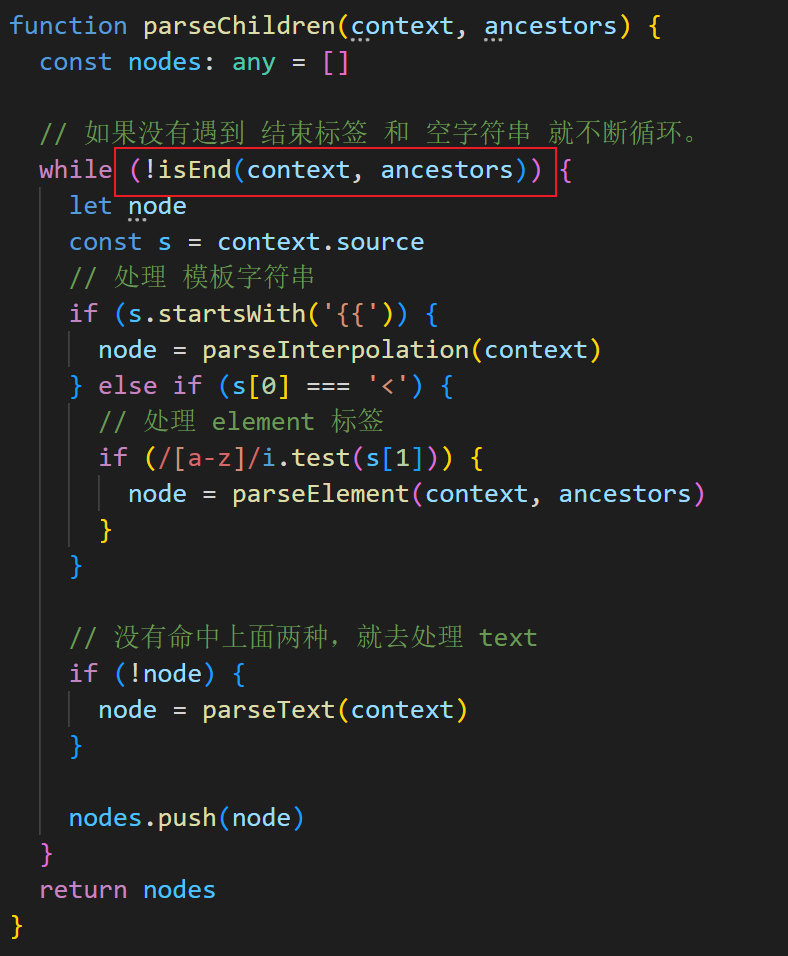 function parseChildren(context, ancestors) {
const nodes: any = []
// 如果没有遇到 结束标签 和 空字符串 就不断循环。
while (!isEnd(context, ancestors)) {
let node
const s = context.source
// 处理 模板字符串
if (s.startsWith('{{')) {
node = parseInterpolation(context)
} else if (s[0] === '<') {
// 处理 element 标签
if (/[a-z]/i.test(s[1])) {
node = parseElement(context, ancestors)
}
}
// 没有命中上面两种，就去处理 text
if (!node) {
node = parseText(context)
}
nodes.push(node)
}
return nodes
}